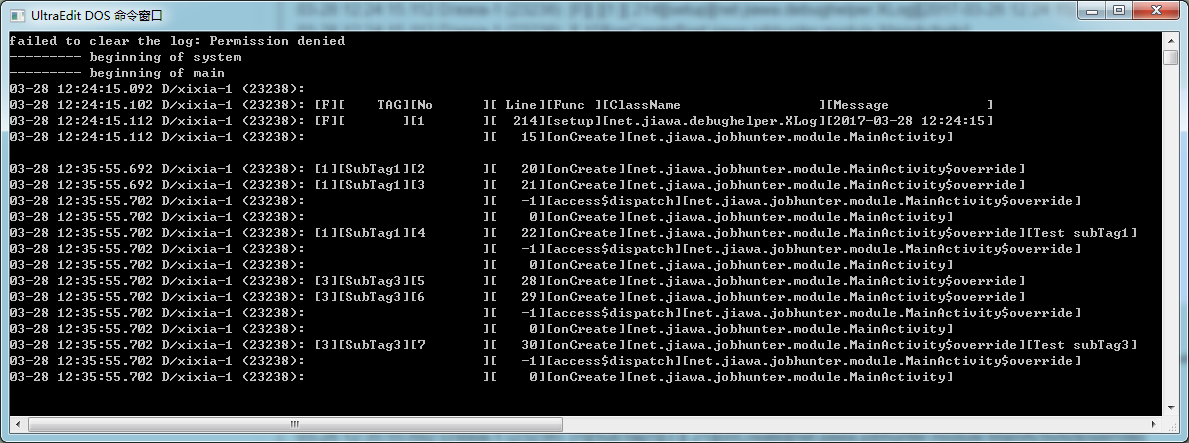 UltraEdit DOS 命令窗口
failed to clear the log: Permission denied
--------- beginning of system
--------- beginning of main
03-28 12:24:15.092 D/xixia-1 (23238):
03-28 12:24:15.102 D/xixia-1 (23238): [F][    TAG][No      ][ Line][Func ][ClassName                  ][Message             ]
03-28 12:24:15.112 D/xixia-1 (23238): [F][       ][1       ][  214][setup][net.jiawa.debughelper.XLog][2017-03-28 12:24:15]
03-28 12:24:15.112 D/xixia-1 (23238):                      ][   15][onCreate][net.jiawa.jobhunter.module.MainActivity]
03-28 12:35:55.692 D/xixia-1 (23238): [1][SubTag1][2       ][   20][onCreate][net.jiawa.jobhunter.module.MainActivity$override]
03-28 12:35:55.692 D/xixia-1 (23238): [1][SubTag1][3       ][   21][onCreate][net.jiawa.jobhunter.module.MainActivity$override]
03-28 12:35:55.702 D/xixia-1 (23238):                      ][   -1][access$dispatch][net.jiawa.jobhunter.module.MainActivity$override]
03-28 12:35:55.702 D/xixia-1 (23238):                      ][    0][onCreate][net.jiawa.jobhunter.module.MainActivity]
03-28 12:35:55.702 D/xixia-1 (23238): [1][SubTag1][4       ][   22][onCreate][net.jiawa.jobhunter.module.MainActivity$override][Test subTag1]
03-28 12:35:55.702 D/xixia-1 (23238):                      ][   -1][access$dispatch][net.jiawa.jobhunter.module.MainActivity$override]
03-28 12:35:55.702 D/xixia-1 (23238):                      ][    0][onCreate][net.jiawa.jobhunter.module.MainActivity]
03-28 12:35:55.702 D/xixia-1 (23238): [3][SubTag3][5       ][   28][onCreate][net.jiawa.jobhunter.module.MainActivity$override]
03-28 12:35:55.702 D/xixia-1 (23238): [3][SubTag3][6       ][   29][onCreate][net.jiawa.jobhunter.module.MainActivity$override]
03-28 12:35:55.702 D/xixia-1 (23238):                      ][   -1][access$dispatch][net.jiawa.jobhunter.module.MainActivity$override]
03-28 12:35:55.702 D/xixia-1 (23238):                      ][    0][onCreate][net.jiawa.jobhunter.module.MainActivity]
03-28 12:35:55.702 D/xixia-1 (23238): [3][SubTag3][7       ][   30][onCreate][net.jiawa.jobhunter.module.MainActivity$override][Test subTag3]
03-28 12:35:55.702 D/xixia-1 (23238):                      ][   -1][access$dispatch][net.jiawa.jobhunter.module.MainActivity$override]
03-28 12:35:55.702 D/xixia-1 (23238):                      ][    0][onCreate][net.jiawa.jobhunter.module.MainActivity]